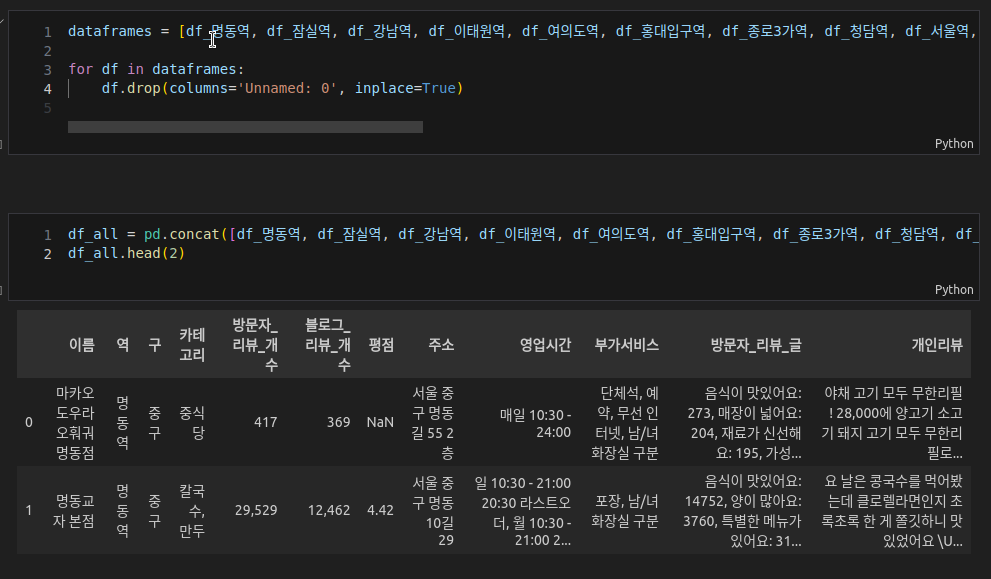 1 dataframes = [df_명동역, df_잠실역, df_강남역, df_이태원역, df_여의도역, df_홍대입구역, df_종로3가역, df_청담역, df_서울역,
2
3 for df in dataframes:
4 df.drop(columns='Unnamed: 0', inplace=True)
5
Python
1 df_all = pd.concat([df_명동역, df_잠실역, df_강남역, df_이태원역, df_여의도역, df_홍대입구역, df_종로3가역, df_청담역, df_
2 df_all.head(2)
Python
이름 역 구 카테고리 방문자_리뷰_개수 블로그_리뷰_개수 평점 주소 영업시간 부가서비스 방문자_리뷰_글 개인리뷰
0 마카오도우라오훠궈 명동점 명동역 중구 중식당 417 369 NaN 서울 중구 명동길 55 2층 매일 10:30 - 24:00 단체석, 예약, 무선 인터넷, 남/녀 화장실 구분 음식이 맛있어요: 273, 매장이 넓어요: 204, 재료가 신선해요: 195, 가성... 야채 고기 모두 무한리필! 28,000에 양고기 소고기 돼지 고기 모두 무한리필로...
1 명동교자 본점 명동역 중구 칼국수, 만두 29,529 12,462 4.42 서울 중구 명동10길 29 일 10:30 - 21:00 20:30 라스트오더, 월 10:30 - 21:00 2... 포장, 남/녀 화장실 구분 음식이 맛있어요: 14752, 양이 많아요: 3760, 특별한 메뉴가 있어요: 31... 요 날은 콩국수를 먹어봤는데 클로렐라면인지 초록초록 한 게 쫄깃하니 맛있었어요 \U...